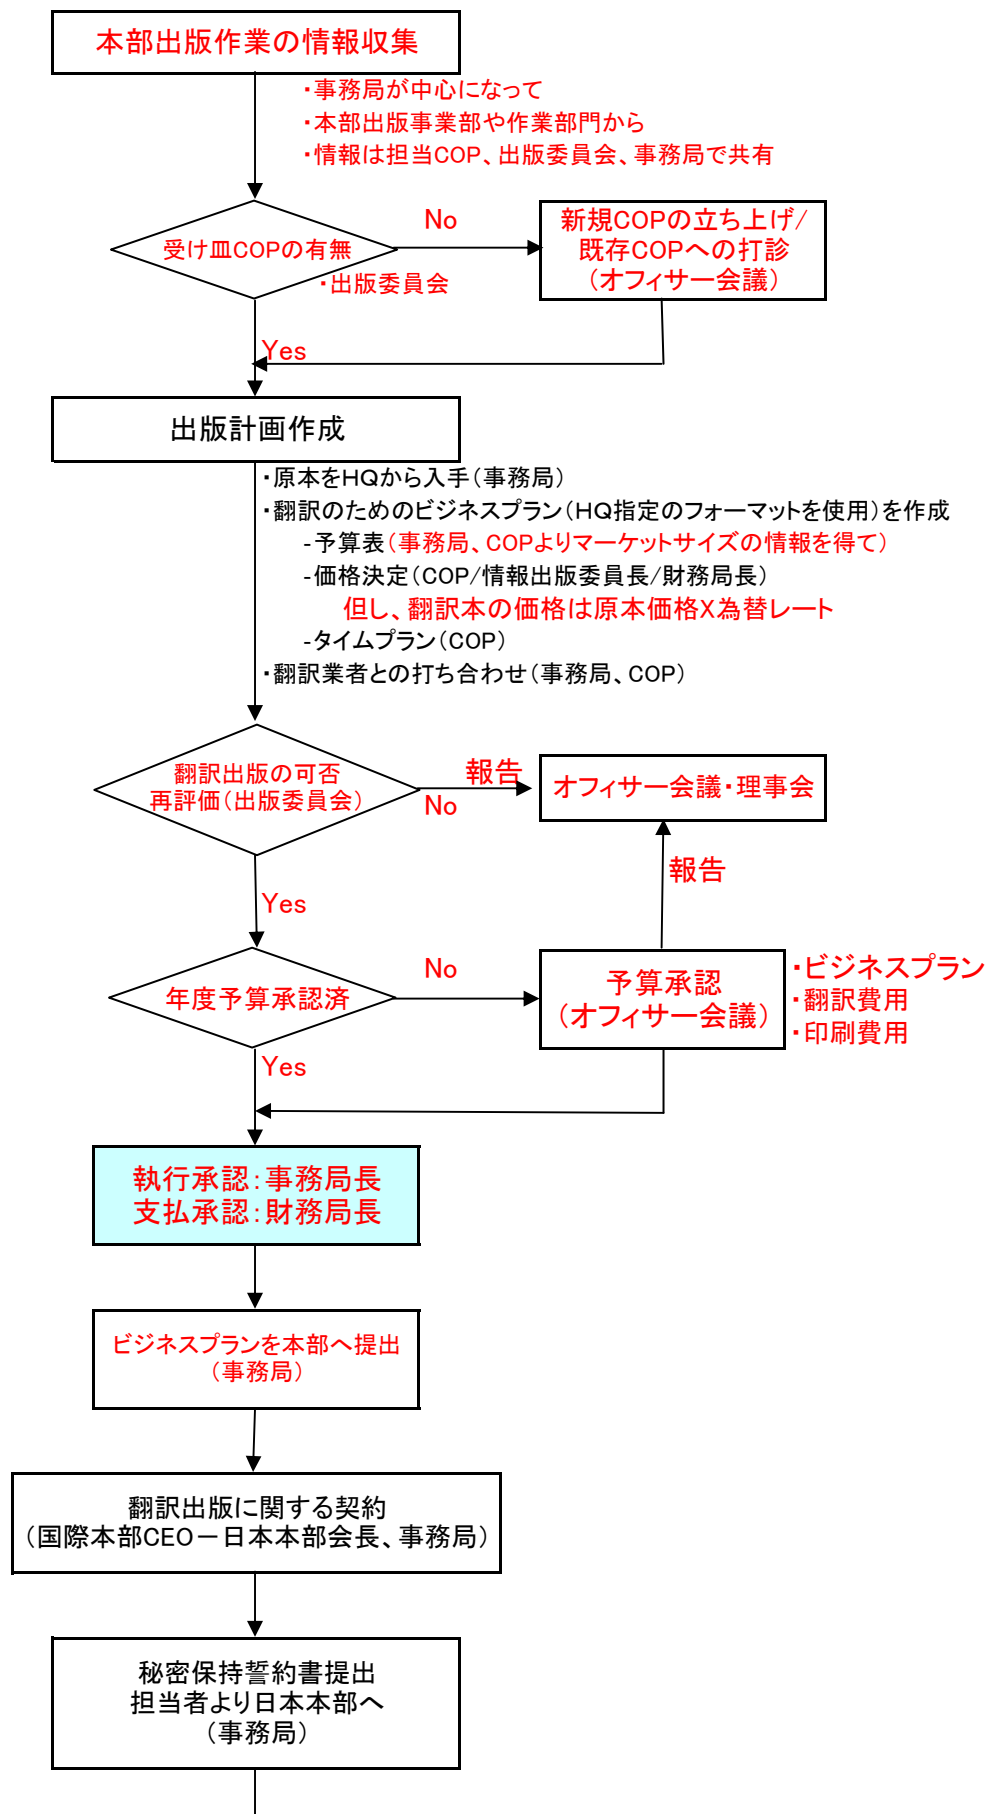 本部出版作業の情報収集
・事務局が中心になって
・本部出版事業部や作業部門から
・情報は担当COP、出版委員会、事務局で共有
受け皿COPの有無
No
・出版委員会
新規COPの立ち上げ/
既存COPへの打診
（オフィサー会議）
Yes
出版計画作成
・原本をHQから入手（事務局）
・翻訳のためのビジネスプラン（HQ指定のフォーマットを使用）を作成
-予算表（事務局、COPよりマーケットサイズの情報を得て）
-価格決定（COP/情報出版委員長/財務局長）
但し、翻訳本の価格は原本価格X為替レート
-タイムプラン（COP）
・翻訳業者との打ち合わせ（事務局、COP）
翻訳出版の可否
再評価（出版委員会）
報告
No
オフィサー会議・理事会
報告
Yes
年度予算承認済
No
予算承認
（オフィサー会議）
・ビジネスプラン
・翻訳費用
・印刷費用
Yes
執行承認：事務局長
支払承認：財務局長
ビジネスプランを本部へ提出
（事務局）
翻訳出版に関する契約
（国際本部CEO－日本本部会長、事務局）
秘密保持誓約書提出
担当者より日本本部へ
（事務局）